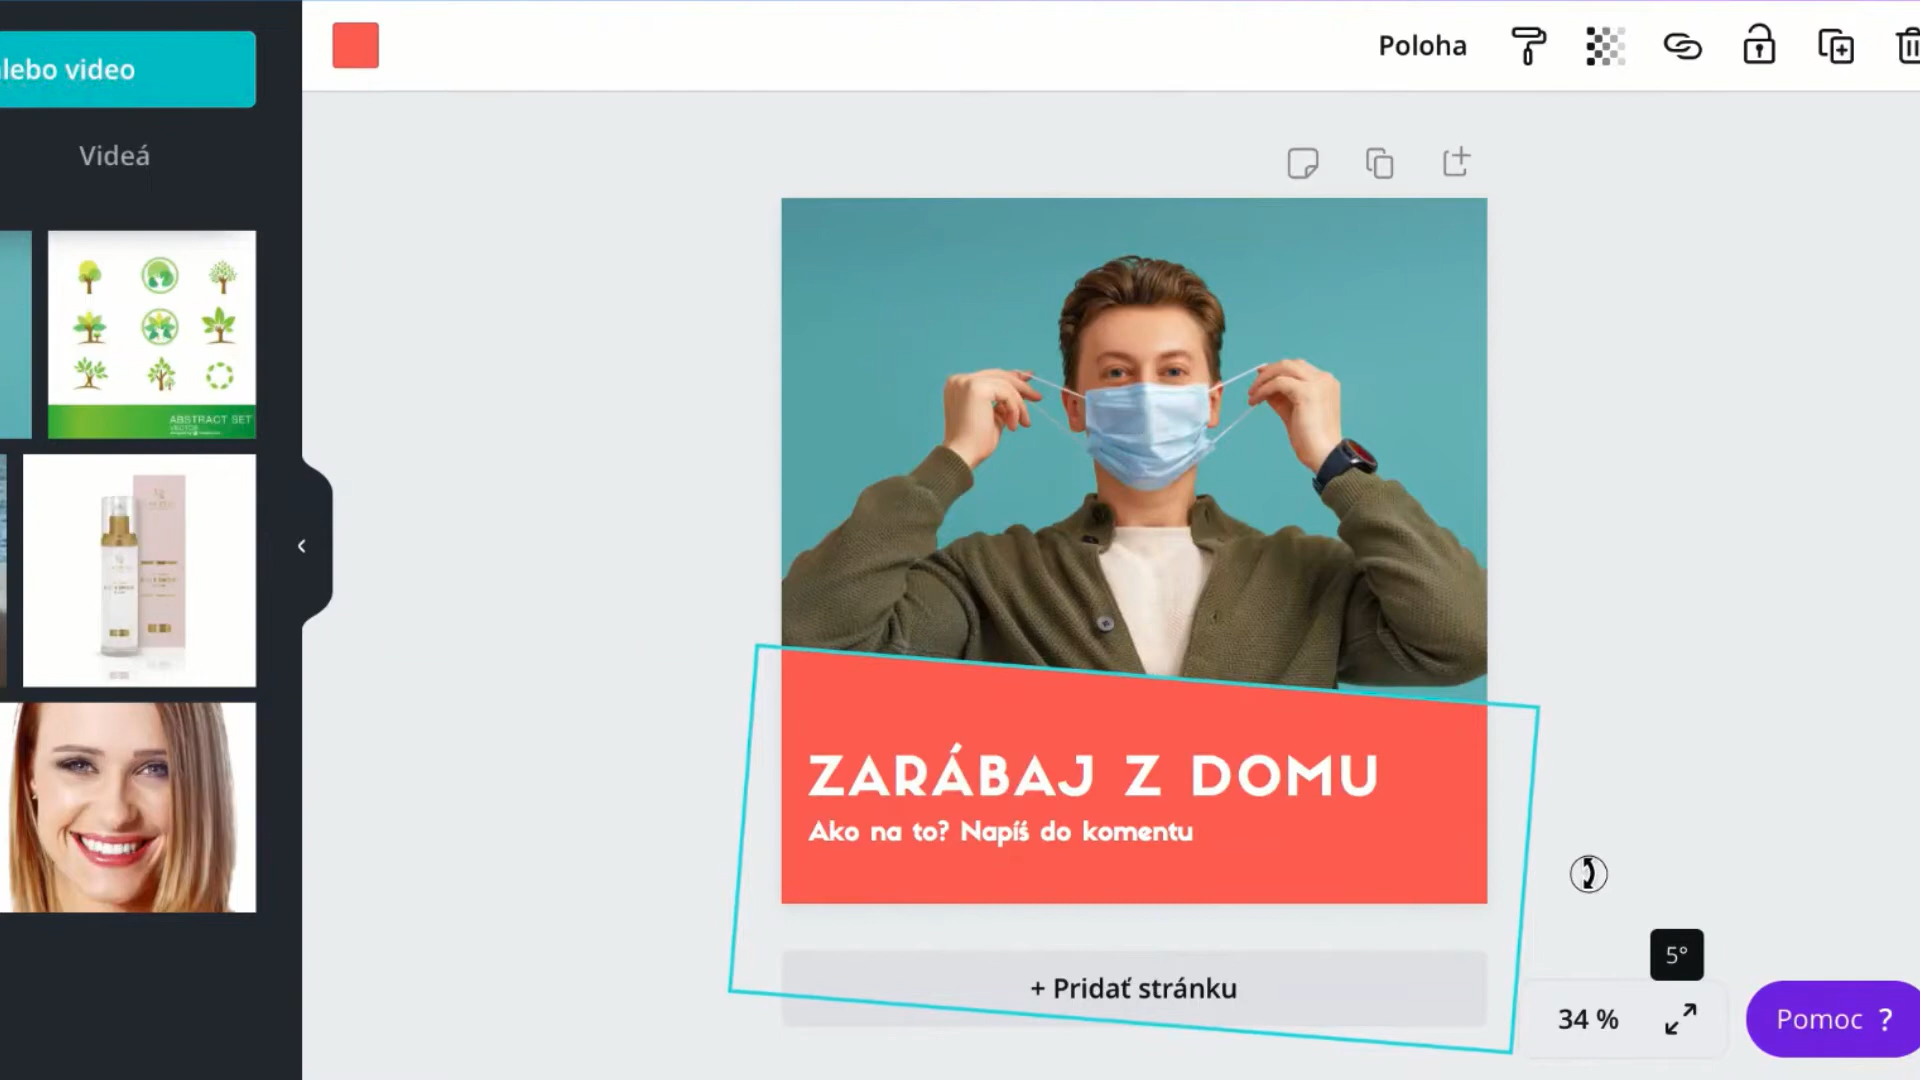 lebo video
Poloha
Videá
ABSTRACT SET
VECTOR
ZARÁBAJ Z DOMU
Ako na to? Napíš do komentu
5°
+ Pridať stránku
34 %
Pomoc ?